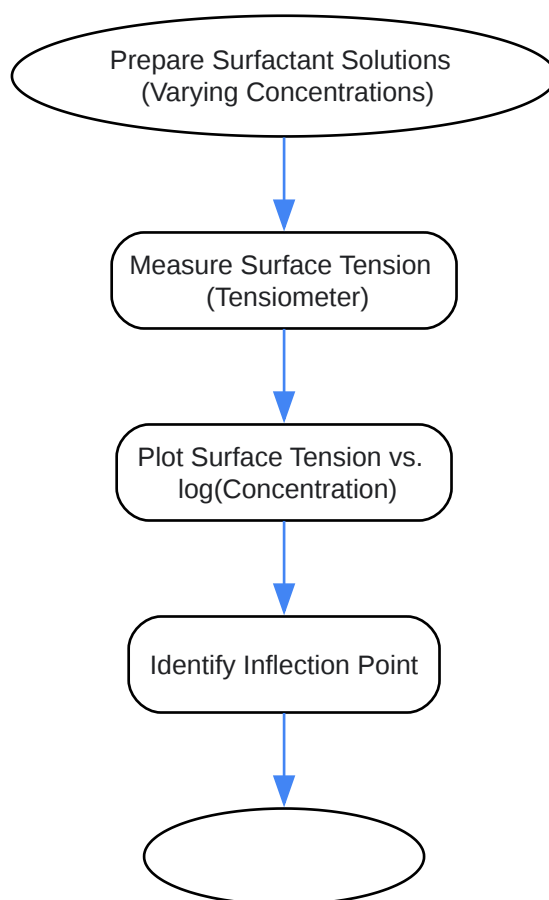 Prepare Surfactant Solutions
(Varying Concentrations)
Measure Surface Tension
(Tensiometer)
Plot Surface Tension vs.
log(Concentration)
Identify Inflection Point